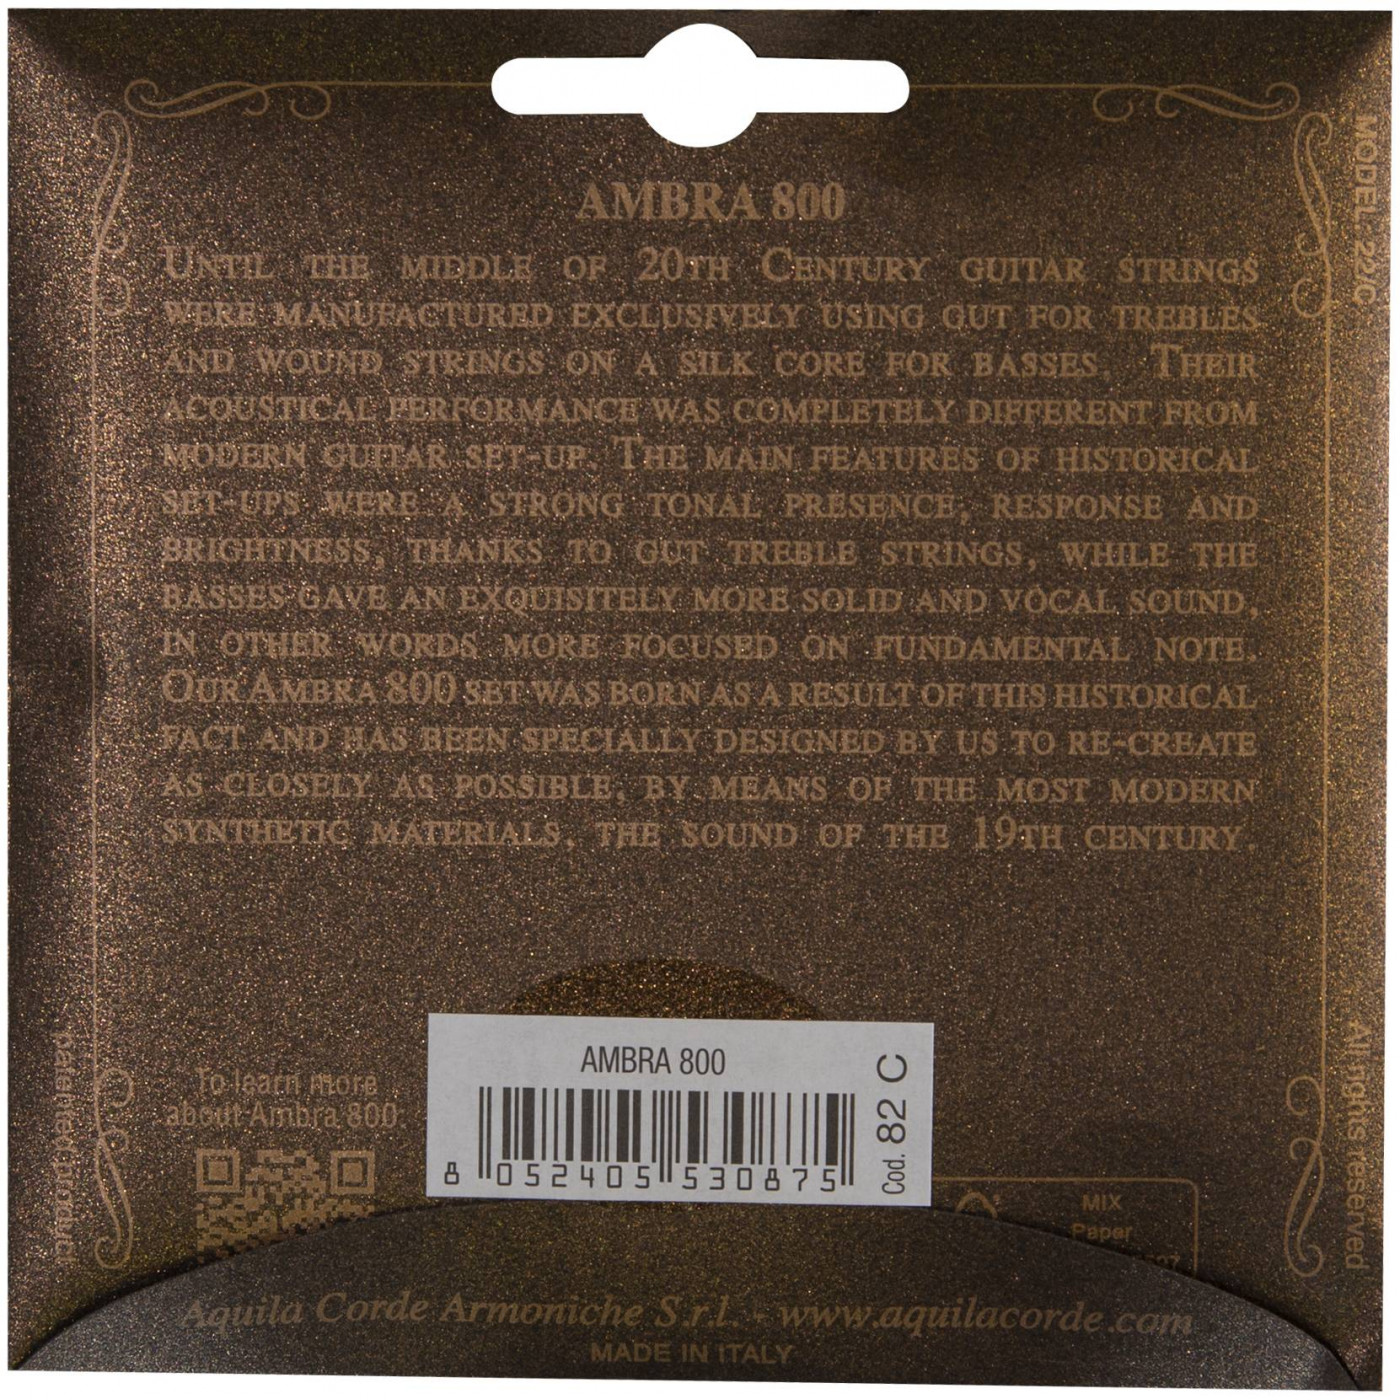 AMBRA 800
UNTIL THE MIDDLE OF 20TH CENTURY GUITAR STRINGS
WERE MANUFACTURED EXCLUSIVELY USING GUT FOR TREBLES
AND WOUND STRINGS ON A SILK CORE FOR BASSES. THEIR
ACOUSTICAL PERFORMANCE WAS COMPLETELY DIFFERENT FROM
MODERN GUITAR SET-UP. THE MAIN FEATURES OF HISTORICAL
SET-UPS WERE A STRONG TONAL PRESENCE, RESPONSE AND
BRIGHTNESS, THANKS TO GUT TREBLE STRINGS, WHILE THE
BASSES GAVE AN EXQUISITELY MORE SOLID AND VOCAL SOUND,
IN OTHER WORDS MORE FOCUSED ON FUNDAMENTAL NOTE.
OUR AMBRA 800 SET WAS BORN AS A RESULT OF THIS HISTORICAL
FACT AND HAS BEEN SPECIALLY DESIGNED BY US TO RE-CREATE
AS CLOSELY AS POSSIBLE, BY MEANS OF THE MOST MODERN
SYNTHETIC MATERIALS, THE SOUND OF THE 19TH CENTURY.
MODEL: 22/C
patented product
All rights reserved
To learn more
about Ambra 800:
AMBRA 800
8 052405 530875
Cod. 82 C
MIX
Paper
Aquila Corde Armoniche S.r.l. - www.aquilacorde.com
MADE IN ITALY